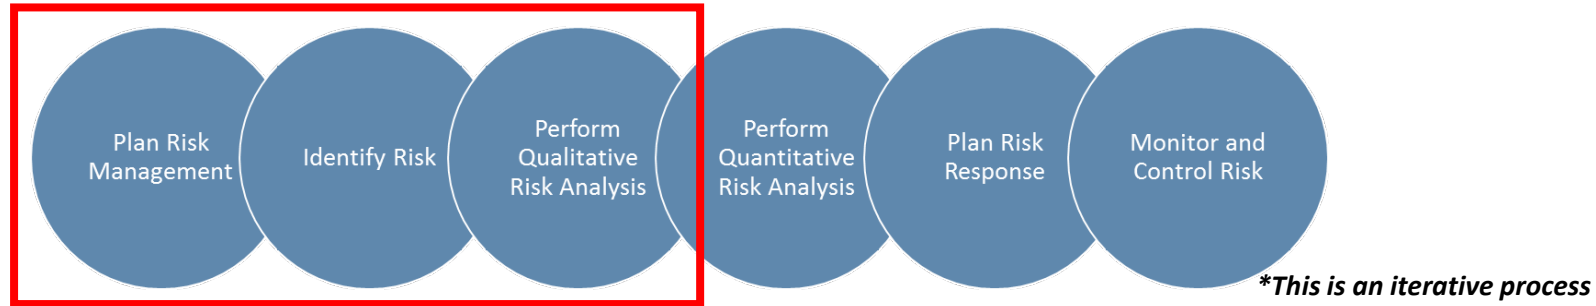 Plan Risk
Management
Identify Risk
Perform
Qualitative
Risk Analysis
Perform
Quantitative
Risk Analysis
Plan Risk
Response
Monitor and
Control Risk
*This is an iterative process